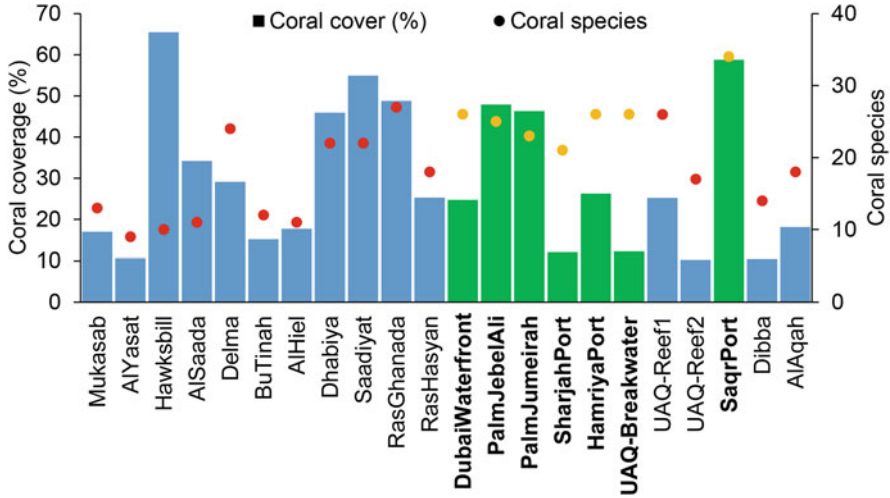 Coral cover (%)
Coral species
Coral coverage (%)
70
60
50
40
30
20
10
0
Coral species
40
30
20
10
0
Mukasab
AlYasat
Hawksbill
AlSaada
Delma
BuTinah
AlHiel
Dhabiya
Saadiyat
RasGhanada
RasHasyan
DubaiWaterfront
PalmJebelAli
PalmJumeirah
SharjahPort
HamriyaPort
UAQ-Breakwater
UAQ-Reef1
UAQ-Reef2
SaqrPort
Dibba
AlAqah